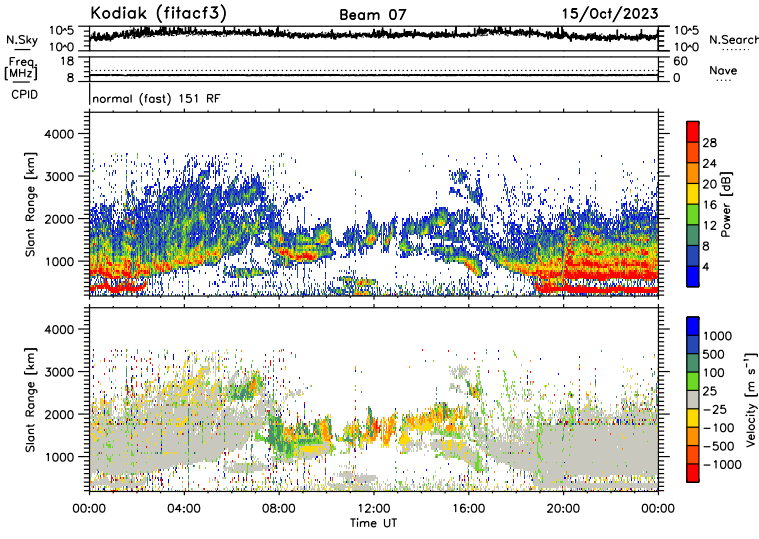 Kodiak (fitacf3) Beam 07 15/Oct/2023
N.Sky 10^5 10^0 10^5 10^0 N.Search
Freq. [MHz] 18 8 60 0 Nave
CPID normal (fast) 151 RF
Slant Range [km] 4000 3000 2000 1000
Power [dB] 28 24 20 16 12 8 4
Slant Range [km] 4000 3000 2000 1000
Velocity [m s⁻¹] 1000 500 100 25 −25 −100 −500 −1000
00:00 04:00 08:00 12:00 16:00 20:00 00:00
Time UT